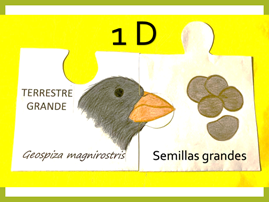 1 D
TERRESTRE
GRANDE
Geospiza magnirostris
Semillas grandes